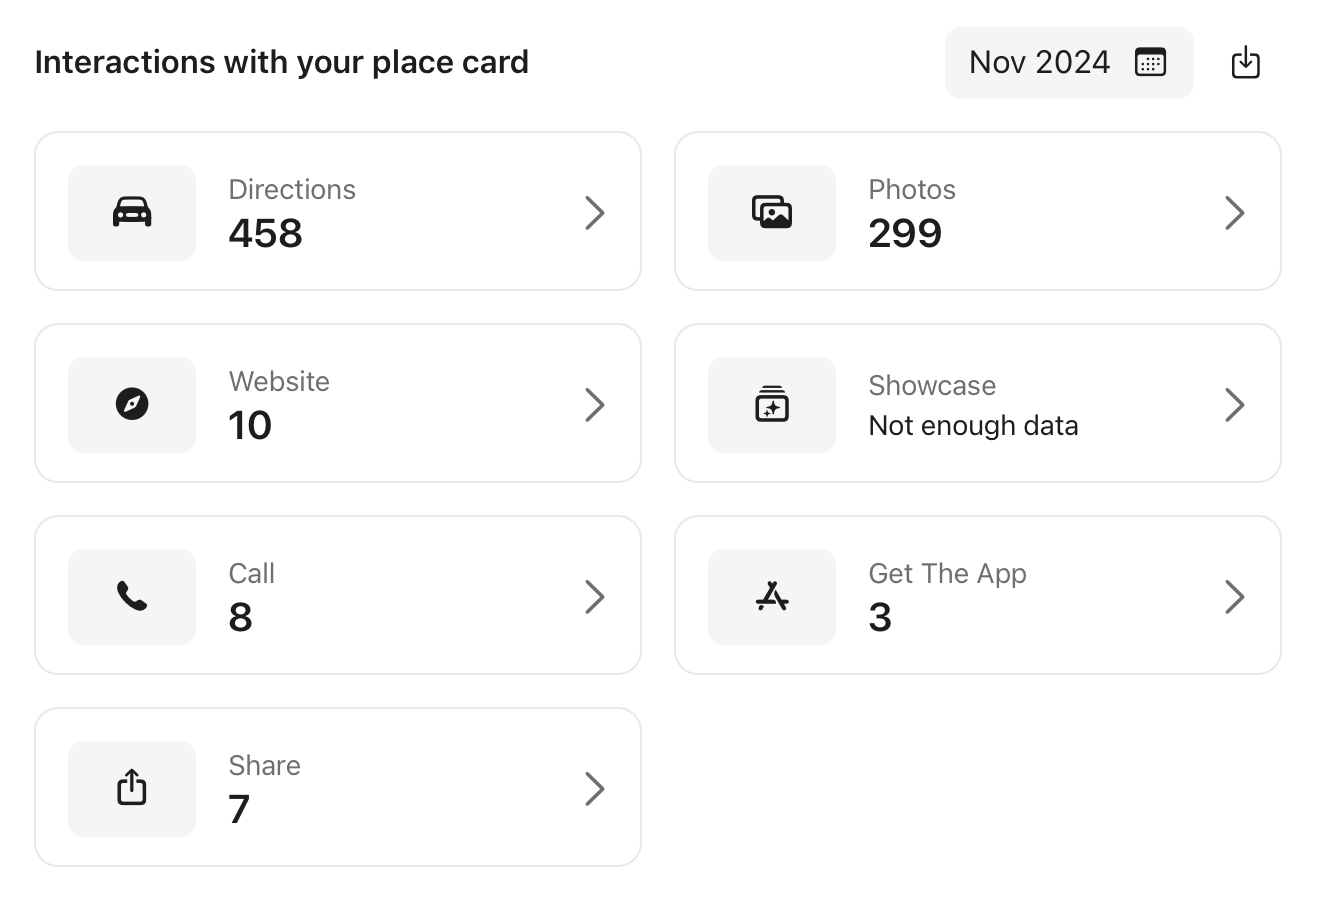 Interactions with your place card
Nov 2024
Directions
458
Photos
299
Website
10
Showcase
Not enough data
Call
8
Get The App
3
Share
7